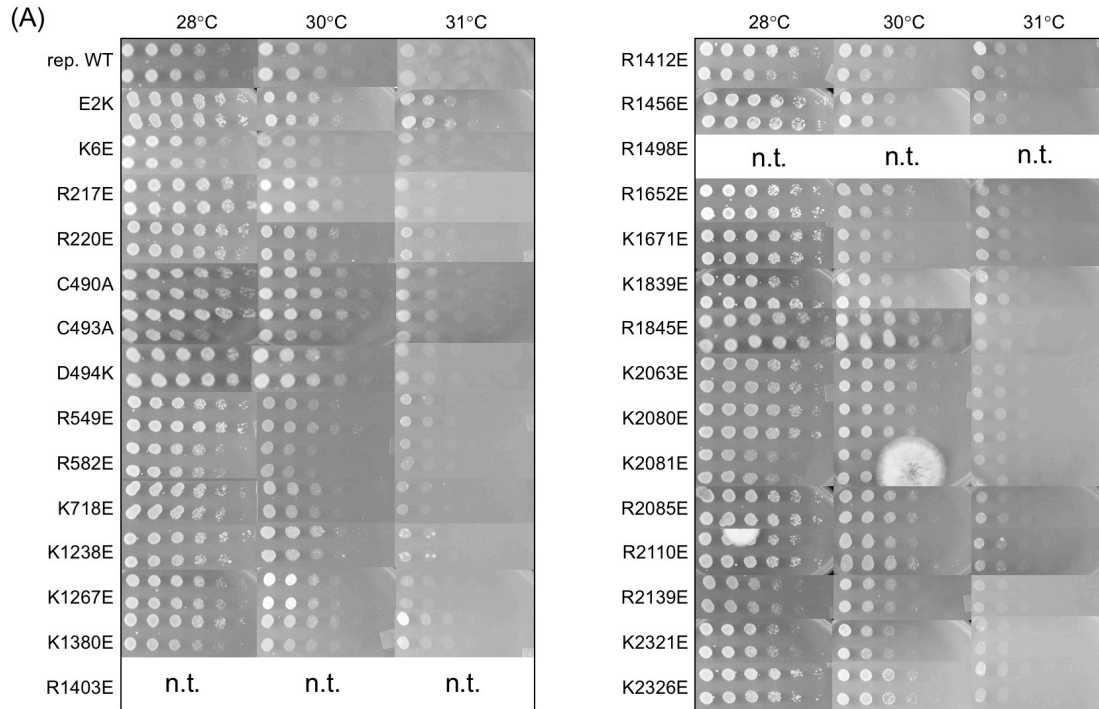 (A)
28°C 30°C 31°C
rep. WT
E2K
K6E
R217E
R220E
C490A
C493A
D494K
R549E
R582E
K718E
K1238E
K1267E
K1380E
R1403E n.t. n.t. n.t.
28°C 30°C 31°C
R1412E
R1456E
R1498E n.t. n.t. n.t.
R1652E
K1671E
K1839E
R1845E
K2063E
K2080E
K2081E
R2085E
R2110E
R2139E
K2321E
K2326E